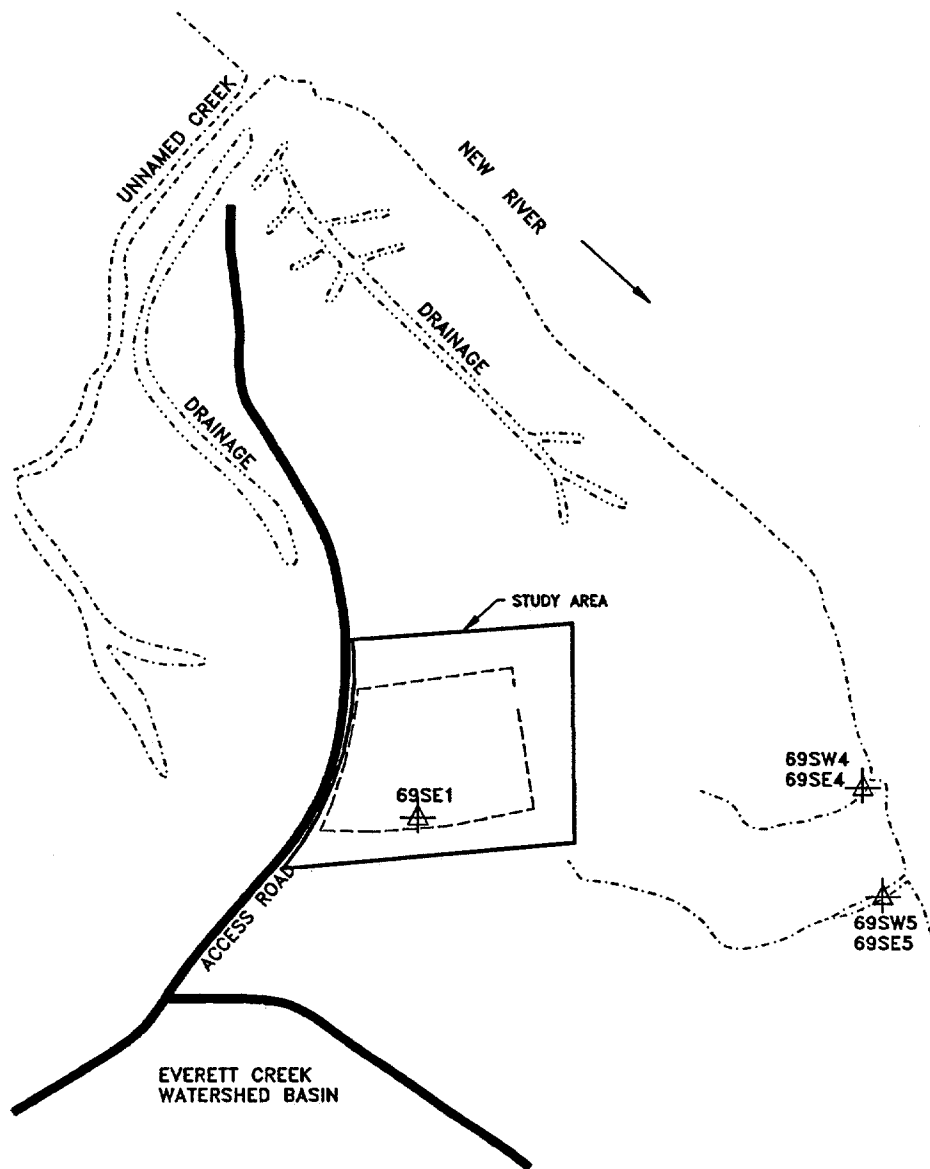 UNNAMED CREEK
NEW RIVER
DRAINAGE
DRAINAGE
STUDY AREA
69SW4
69SE4
69SE1
69SW5
69SE5
ACCESS ROAD
EVERETT CREEK
WATERSHED BASIN